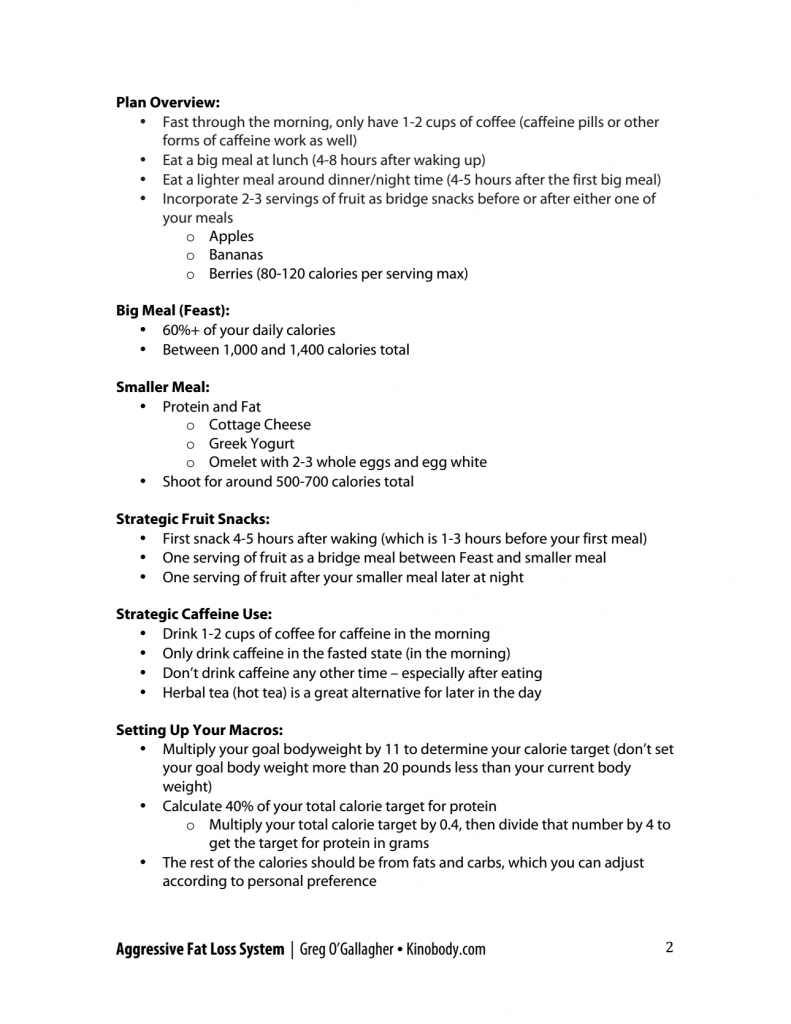 Plan Overview:
• Fast through the morning, only have 1-2 cups of coffee (caffeine pills or other
forms of caffeine work as well)
• Eat a big meal at lunch (4-8 hours after waking up)
• Eat a lighter meal around dinner/night time (4-5 hours after the first big meal)
• Incorporate 2-3 servings of fruit as bridge snacks before or after either one of
your meals
o Apples
o Bananas
o Berries (80-120 calories per serving max)
Big Meal (Feast):
• 60%+ of your daily calories
• Between 1,000 and 1,400 calories total
Smaller Meal:
• Protein and Fat
o Cottage Cheese
o Greek Yogurt
o Omelet with 2-3 whole eggs and egg white
• Shoot for around 500-700 calories total
Strategic Fruit Snacks:
• First snack 4-5 hours after waking (which is 1-3 hours before your first meal)
• One serving of fruit as a bridge meal between Feast and smaller meal
• One serving of fruit after your smaller meal later at night
Strategic Caffeine Use:
• Drink 1-2 cups of coffee for caffeine in the morning
• Only drink caffeine in the fasted state (in the morning)
• Don’t drink caffeine any other time – especially after eating
• Herbal tea (hot tea) is a great alternative for later in the day
Setting Up Your Macros:
• Multiply your goal bodyweight by 11 to determine your calorie target (don’t set
your goal body weight more than 20 pounds less than your current body
weight)
• Calculate 40% of your total calorie target for protein
o Multiply your total calorie target by 0.4, then divide that number by 4 to
get the target for protein in grams
• The rest of the calories should be from fats and carbs, which you can adjust
according to personal preference
Aggressive Fat Loss System | Greg O’Gallagher • Kinobody.com 2